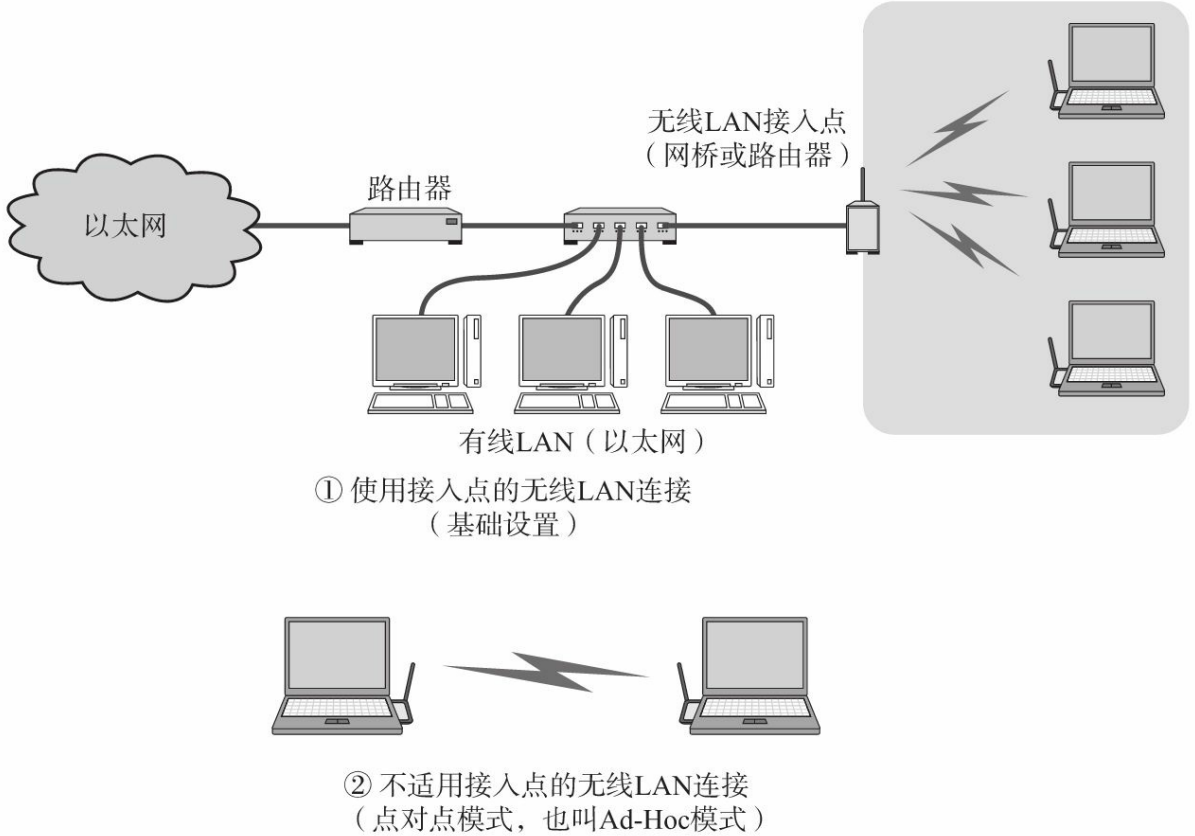 无线LAN接入点
（网桥或路由器）
路由器
以太网
有线LAN（以太网）
① 使用接入点的无线LAN连接
（基础设置）
② 不适用接入点的无线LAN连接
（点对点模式，也叫Ad-Hoc模式）